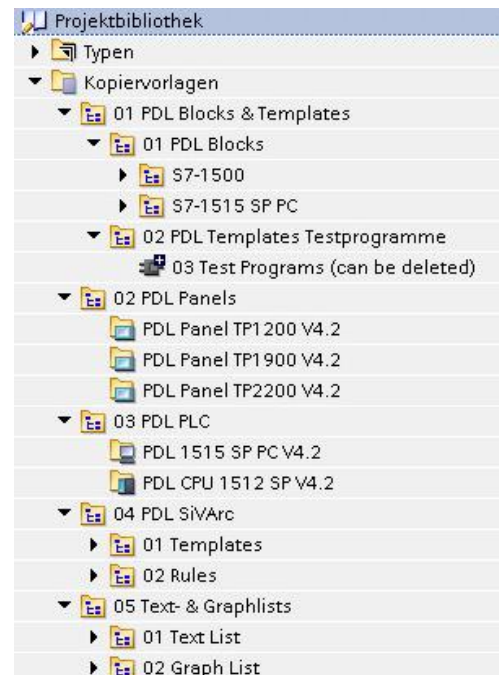 Projektbibliothek
Typen
Kopiervorlagen
01 PDL Blocks & Templates
01 PDL Blocks
S7-1500
S7-1515 SP PC
02 PDL Templates Testprogramme
03 Test Programs (can be deleted)
02 PDL Panels
PDL Panel TP1200 V4.2
PDL Panel TP1900 V4.2
PDL Panel TP2200 V4.2
03 PDL PLC
PDL 1515 SP PC V4.2
PDL CPU 1512 SP V4.2
04 PDL SiVArc
01 Templates
02 Rules
05 Text- & Graphlists
01 Text List
02 Graph List